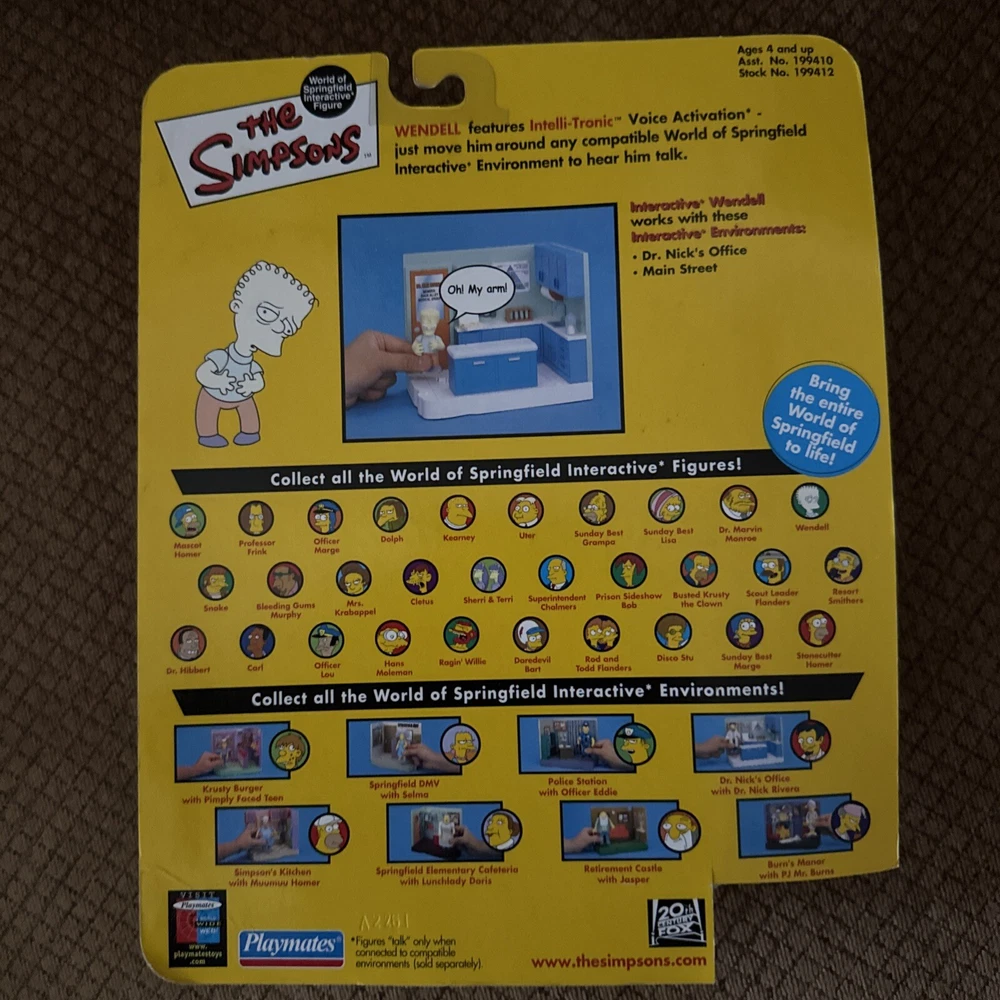 Ages 4 and up
Asst. No. 199410
Stock No. 199412
World of
Springfield
Interactive*
Figure
THE
SIMPSONS™
WENDELL features Intelli-Tronic™ Voice Activation* -
just move him around any compatible World of Springfield
Interactive* Environment to hear him talk.
Interactive* Wendell
works with these
Interactive* Environments:
• Dr. Nick's Office
• Main Street
Oh! My arm!
Bring
the entire
World of
Springfield
to life!
Collect all the World of Springfield Interactive* Figures!
Mascot
Homer
Professor
Frink
Officer
Marge
Dolph
Kearney
Uter
Sunday Best
Grampa
Sunday Best
Lisa
Dr. Marvin
Monroe
Wendell
Snake
Bleeding Gums
Murphy
Mrs.
Krabappel
Cletus
Sherri & Terri
Superintendent
Chalmers
Prison Sideshow
Bob
Busted Krusty
the Clown
Scout Leader
Flanders
Resort
Smithers
Dr. Hibbert
Carl
Officer
Lou
Hans
Moleman
Ragin' Willie
Daredevil
Bart
Rod and
Todd Flanders
Disco Stu
Sunday Best
Marge
Stonecutter
Homer
Collect all the World of Springfield Interactive* Environments!
Krusty Burger
with Pimply Faced Teen
Springfield DMV
with Selma
Police Station
with Officer Eddie
Dr. Nick's Office
with Dr. Nick Riviera
Simpson's Kitchen
with Muumuu Homer
Springfield Elementary Cafeteria
with Lunchlady Doris
Retirement Castle
with Jasper
Burn's Manor
with PJ Mr. Burns
VISIT
Playmates
WIDE
WEB
www.
playmatestoys
.com
Playmates®
A2761
*Figures "talk" only when
connected to compatible
environments (sold separately).
20th
CENTURY
FOX
www.thesimpsons.com